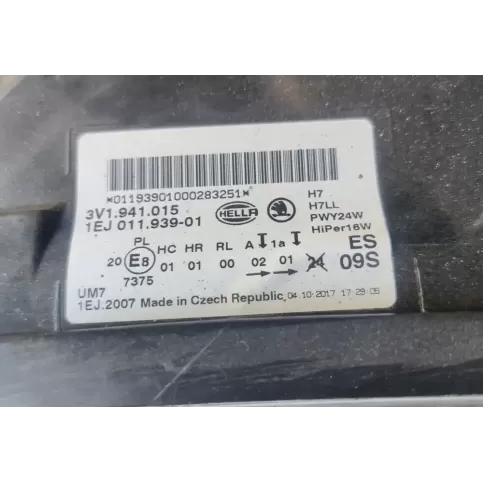 *01193901000283251*
3V1.941.015
1EJ 011.939-01
HELLA
H7
H7LL
PWY24W
HiPer16W
PL
HC HR RL A 1a
ES
20 E8 01 01 00 02 01 24 09S
7375
UM7
1EJ.2007 Made in Czech Republic 04.10.2017 17:29:05